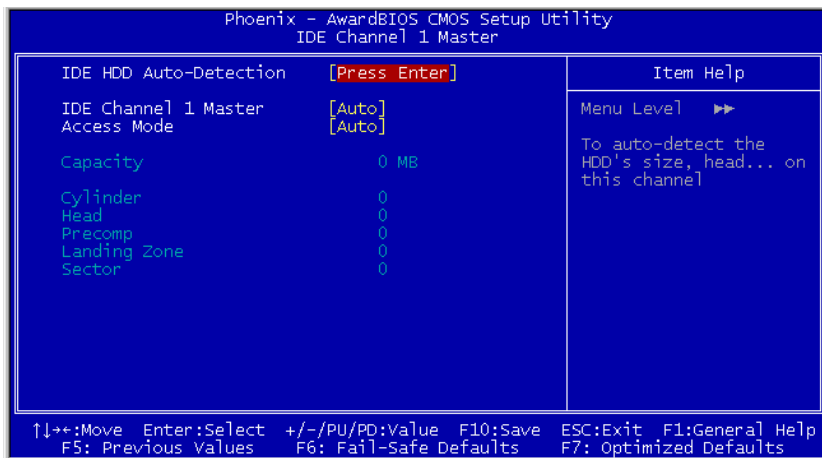 Phoenix - AwardBIOS CMOS Setup Utility
IDE Channel 1 Master
IDE HDD Auto-Detection [Press Enter]
IDE Channel 1 Master [Auto]
Access Mode [Auto]
Capacity 0 MB
Cylinder 0
Head 0
Precomp 0
Landing Zone 0
Sector 0
Item Help
Menu Level ►►
To auto-detect the
HDD's size, head... on
this channel
↑↓→←:Move Enter:Select +/-/PU/PD:Value F10:Save ESC:Exit F1:General Help
F5: Previous Values F6: Fail-Safe Defaults F7: Optimized Defaults